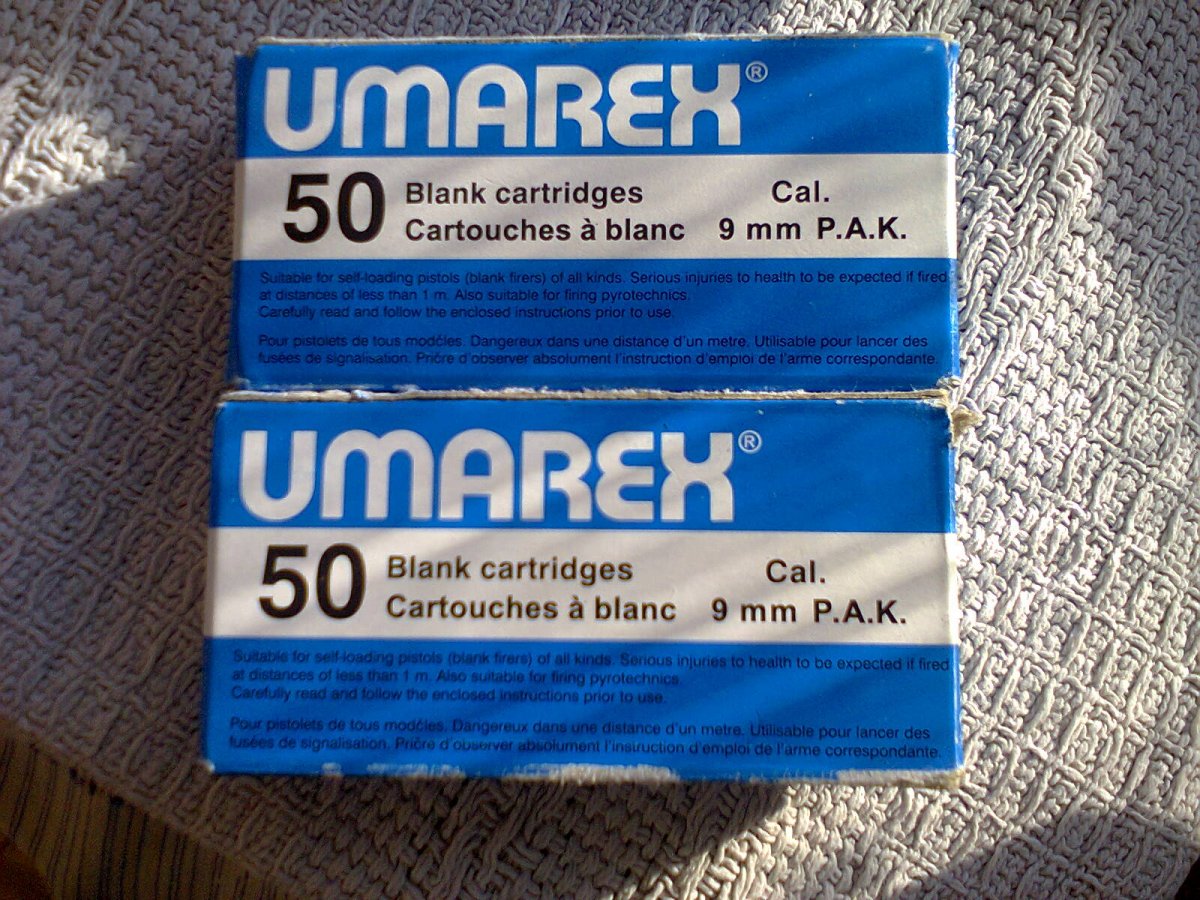 UMAREX®
50 Blank cartridges Cal.
Cartouches à blanc 9 mm P.A.K.
Suitable for self-loading pistols (blank firers) of all kinds. Serious injuries to health to be expected if fired
at distances of less than 1 m. Also suitable for firing pyrotechnics.
Carefully read and follow the enclosed instructions prior to use.
Pour pistolets de tous modčles. Dangereux dans une distance d'un metre. Utilisable pour lancer des
fusées de signalisation. Pričre d'observer absolument l'instruction d'emploi de l'arme correspondante.
UMAREX®
50 Blank cartridges Cal.
Cartouches à blanc 9 mm P.A.K.
Suitable for self-loading pistols (blank firers) of all kinds. Serious injuries to health to be expected if fired
at distances of less than 1 m. Also suitable for firing pyrotechnics.
Carefully read and follow the enclosed instructions prior to use.
Pour pistolets de tous modčles. Dangereux dans une distance d'un metre. Utilisable pour lancer des
fusées de signalisation. Pričre d'observer absolument l'instruction d'emploi de l'arme correspondante.